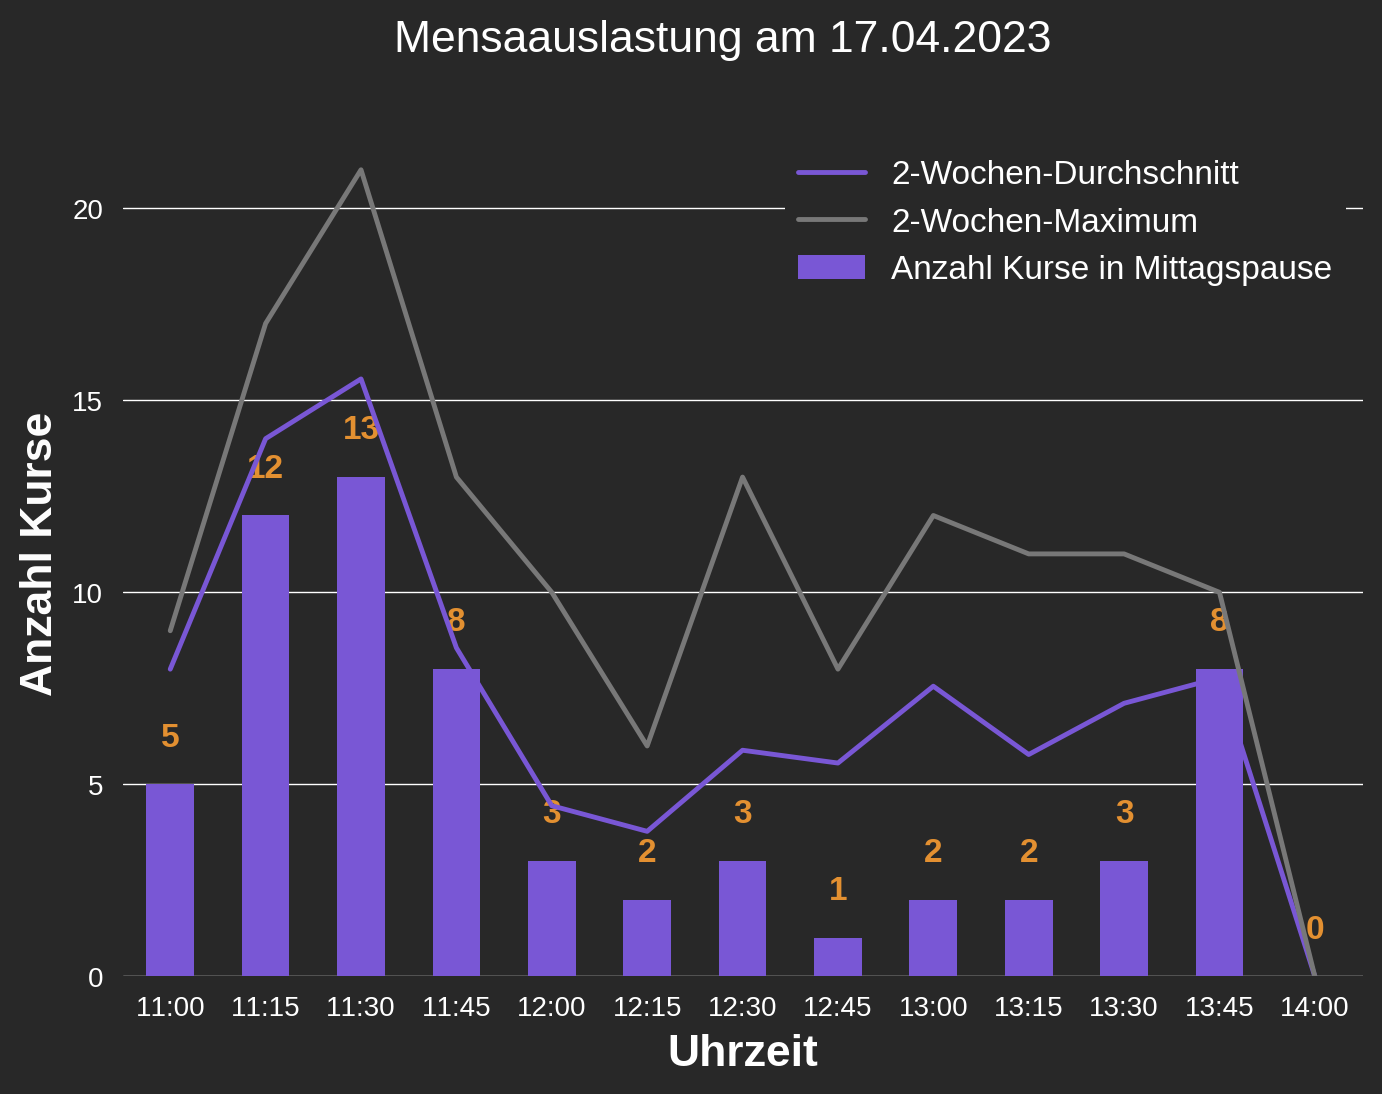 Mensaauslastung am 17.04.2023
2-Wochen-Durchschnitt
2-Wochen-Maximum
Anzahl Kurse in Mittagspause
Anzahl Kurse
20
15
10
5
0
5
12
13
8
3
2
3
1
2
2
3
8
0
11:00 11:15 11:30 11:45 12:00 12:15 12:30 12:45 13:00 13:15 13:30 13:45 14:00
Uhrzeit